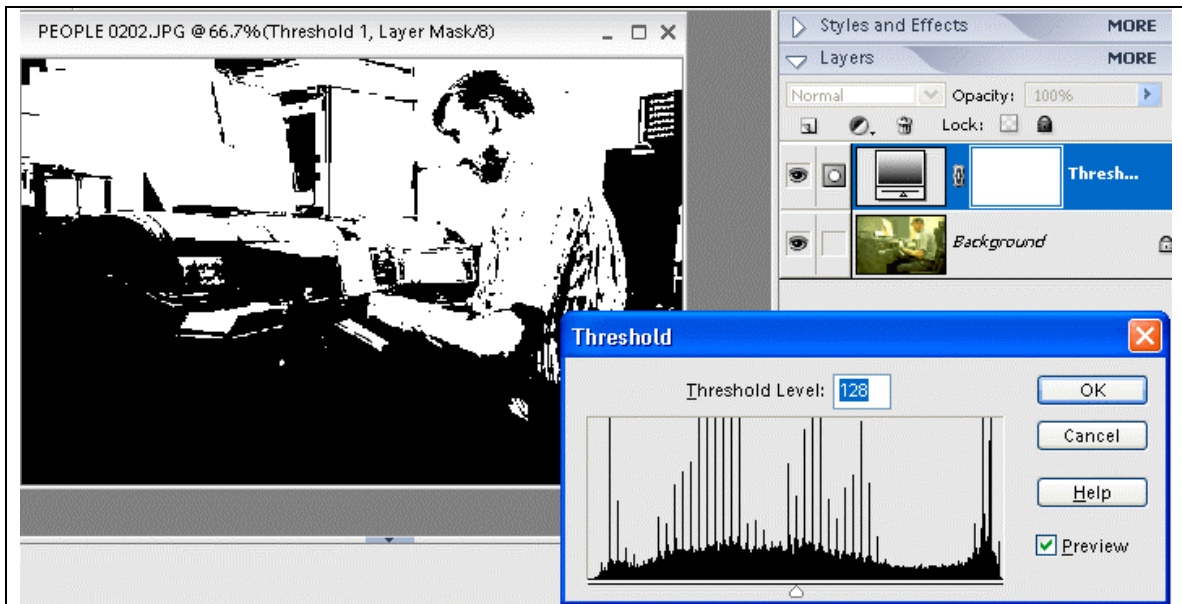 PEOPLE 0202.JPG @ 66.7%(Threshold 1, Layer Mask/8)
Styles and Effects MORE
Layers MORE
Normal Opacity: 100%
Lock:
Thresh...
Background
Threshold
Threshold Level: 128
OK
Cancel
Help
Preview